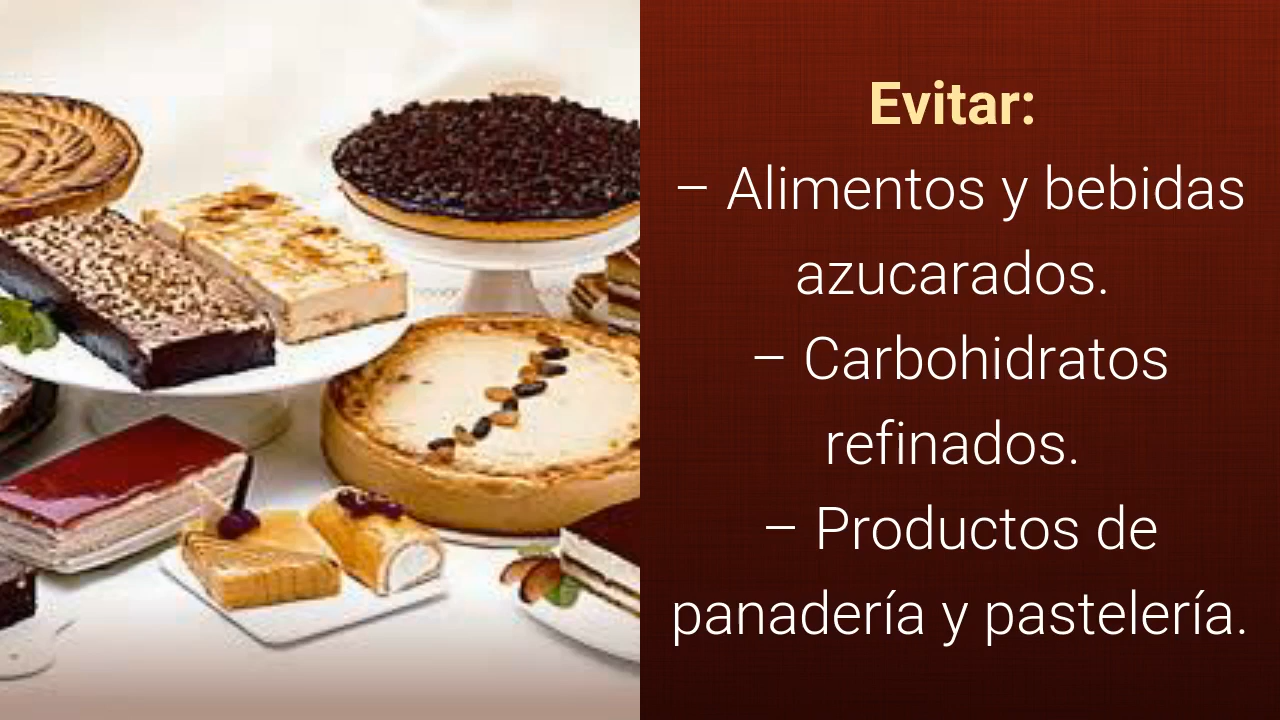 Evitar:
– Alimentos y bebidas
azucarados.
– Carbohidratos
refinados.
– Productos de
panadería y pastelería.